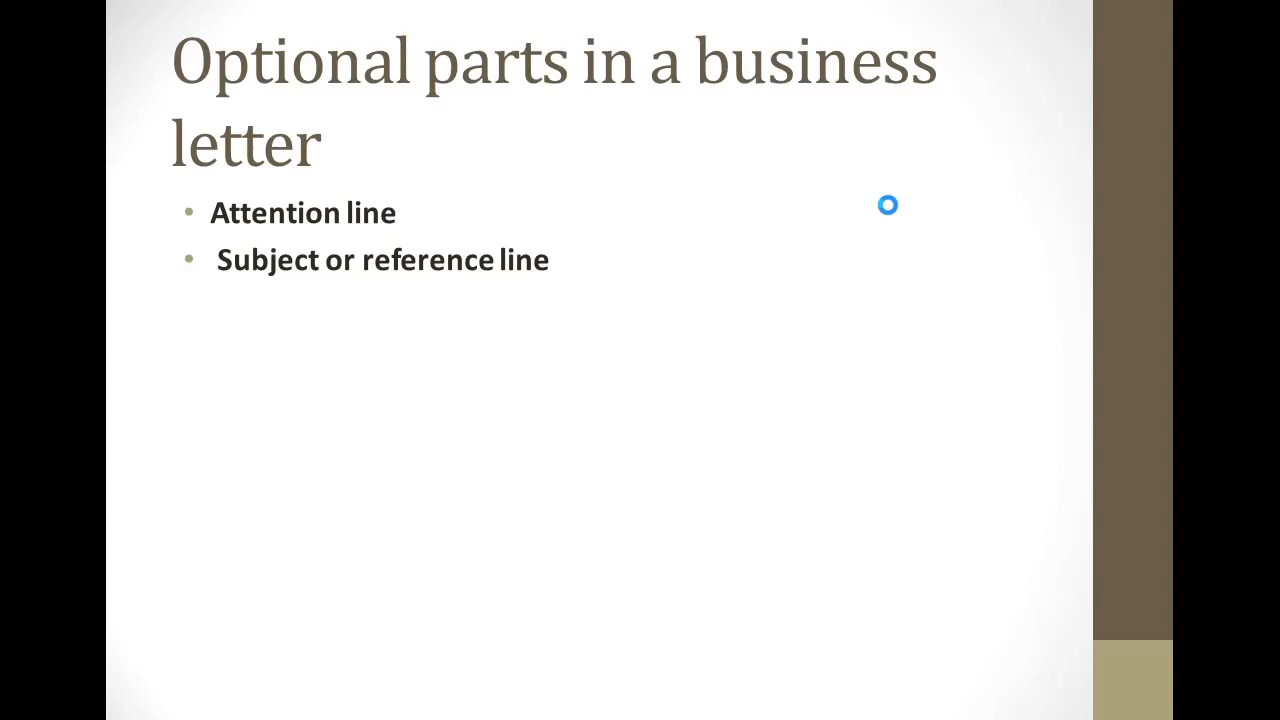 Optional parts in a business
letter
• Attention line
• Subject or reference line